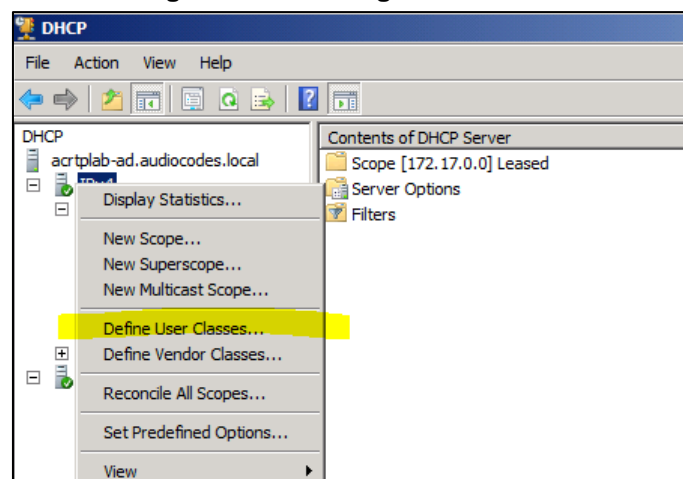 DHCP
File Action View Help
DHCP
acrtplab-ad.audiocodes.local
IPv4
Contents of DHCP Server
Scope [172.17.0.0] Leased
Server Options
Filters
Display Statistics...
New Scope...
New Superscope...
New Multicast Scope...
Define User Classes...
Define Vendor Classes...
Reconcile All Scopes...
Set Predefined Options...
View